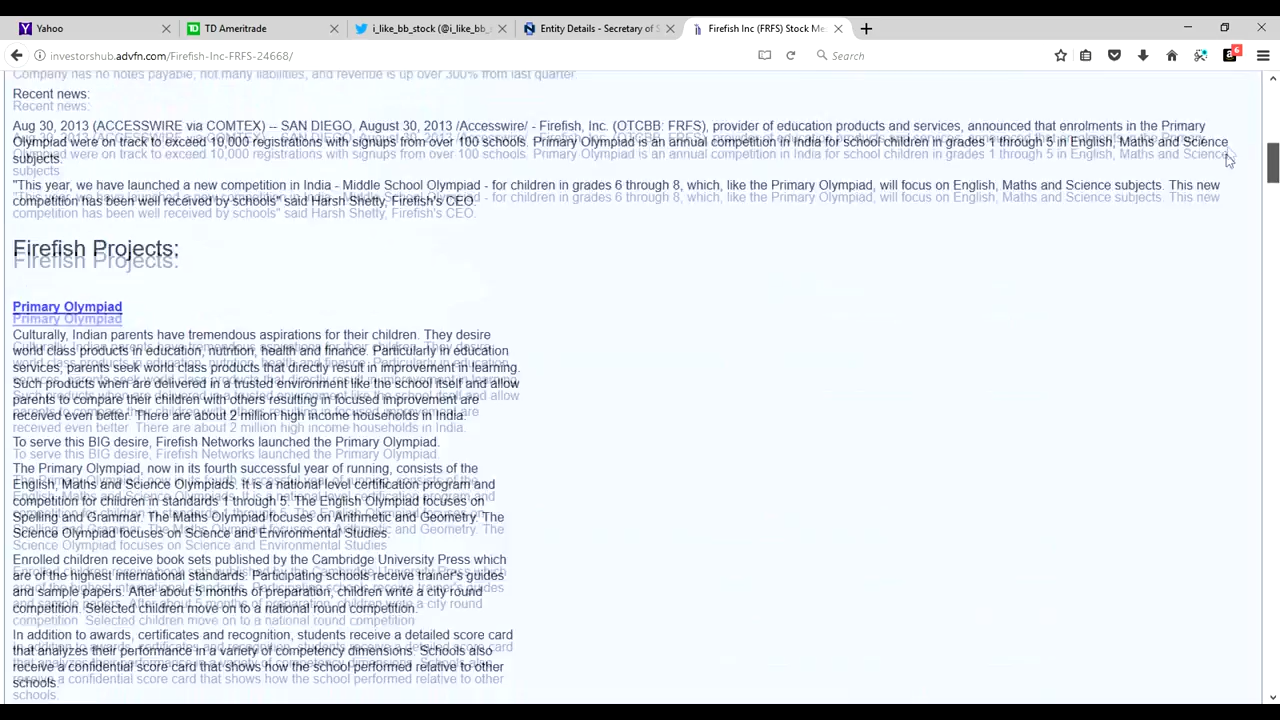 Yahoo
TD Ameritrade
i_like_bb_stock (@i_like_bb_
Entity Details - Secretary of S
Firefish Inc (FRFS) Stock Me
investorshub.advfn.com/Firefish-Inc-FRFS-24668/
Search
6
Company has no notes payable, not many liabilities, and revenue is up over 300% from last quarter.
Recent news:
Aug 30, 2013 (ACCESSWIRE via COMTEX) -- SAN DIEGO, August 30, 2013 /Accesswire/ - Firefish, Inc. (OTCBB: FRFS), provider of education products and services, announced that enrolments in the Primary
Olympiad were on track to exceed 10,000 registrations with signups from over 100 schools. Primary Olympiad is an annual competition in India for school children in grades 1 through 5 in English, Maths and Science
subjects.
"This year, we have launched a new competition in India - Middle School Olympiad - for children in grades 6 through 8, which, like the Primary Olympiad, will focus on English, Maths and Science subjects. This new
competition has been well received by schools" said Harsh Shetty, Firefish's CEO.
Firefish Projects:
Primary Olympiad
Culturally, Indian parents have tremendous aspirations for their children. They desire
world class products in education, nutrition, health and finance. Particularly in education
services, parents seek world class products that directly result in improvement in learning.
Such products when are delivered in a trusted environment like the school itself and allow
parents to compare their children with others resulting in focused improvement are
received even better. There are about 2 million high income households in India.
To serve this BIG desire, Firefish Networks launched the Primary Olympiad.
The Primary Olympiad, now in its fourth successful year of running, consists of the
English, Maths and Science Olympiads. It is a national level certification program and
competition for children in standards 1 through 5. The English Olympiad focuses on
Spelling and Grammar. The Maths Olympiad focuses on Arithmetic and Geometry. The
Science Olympiad focuses on Science and Environmental Studies.
Enrolled children receive book sets published by the Cambridge University Press which
are of the highest international standards. Participating schools receive trainer's guides
and sample papers. After about 5 months of preparation, children write a city round
competition. Selected children move on to a national round competition.
In addition to awards, certificates and recognition, students receive a detailed score card
that analyzes their performance in a variety of competency dimensions. Schools also
receive a confidential score card that shows how the school performed relative to other
schools.